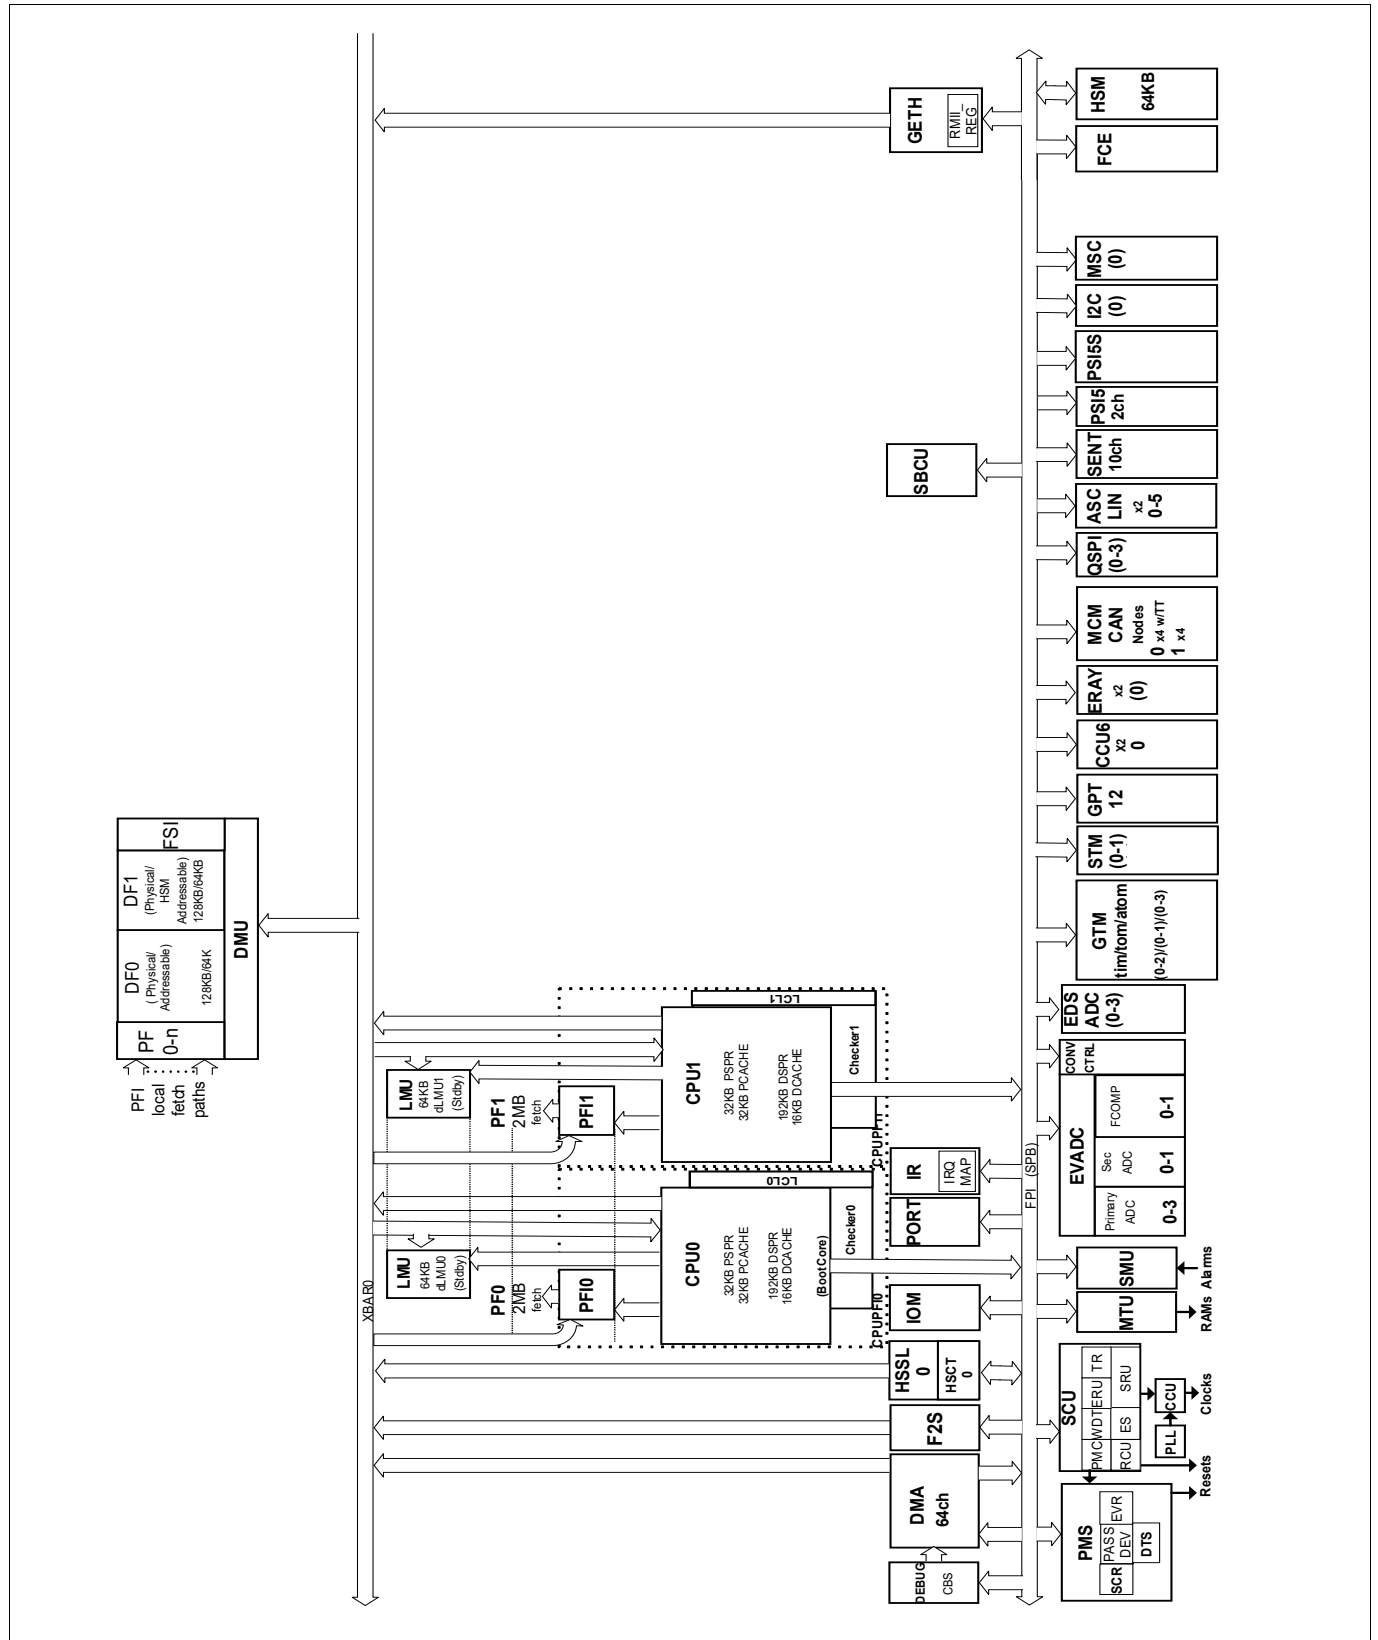 XBAR0
FSI
DF1
(Physical/
HSM
Addressable)
128KB/64KB
DF0
( Physical/
Addressable)
128KB/64K
PF
0-n
DMU
PFI
local
fetch
paths
LMU
64KB
dLMU1
(Stdby)
PF1
2MB
fetch
PFI1
CPU1
32KB PSPR
32KB PCACHE
192KB DSPR
16KB DCACHE
LCL1
Checker1
CPUPFI1
LMU
64KB
dLMU0
(Stdby)
PF0
2MB
fetch
PFI0
CPU0
32KB PSPR
32KB PCACHE
192KB DSPR
16KB DCACHE
(Boot Core)
LCL0
Checker0
CPUPFI0
GETH
RMII_
REG
SBCU
IR
IRQ
MAP
PORT
IOM
HSSL
0
HSCT
0
F2S
DMA
64ch
DEBUG
CBS
FPI (SPB)
HSM
64KB
FCE
MSC
(0)
I2C
(0)
PSI5S
PSI5
2ch
SENT
10ch
ASC
LIN
x2
0-5
QSPI
(0-3)
MCM
CAN
Nodes
0 x4 w/TT
1 x4
ERAY
x2
(0)
CCU6
X2
0
GPT
12
STM
(0-1)
GTM
tim/tom/atom
(0-2)/(0-1)/(0-3)
EDS
ADC
(0-3)
CONV
CTRL
EVADC
FCOMP
0-1
Sec
ADC
0-1
Primary
ADC
0-3
SMU
Alarms
MTU
RAMs
SCU
PMC WDT ERU TR
RCU ES SRU
CCU
Clocks
PLL
Resets
PMS
SCR
PASS
DEV
EVR
DTS